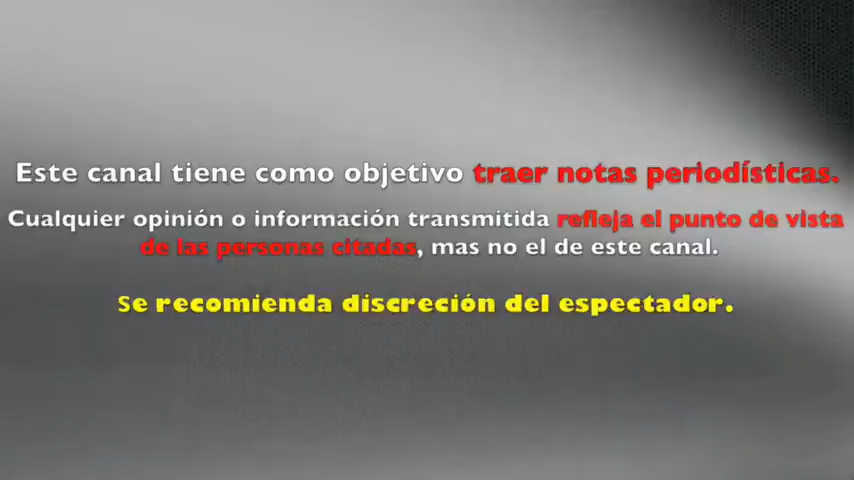 Este canal tiene como objetivo traer notas periodísticas.
Cualquier opinión o información transmitida refleja el punto de vista
de las personas citadas, mas no el de este canal.
Se recomienda discreción del espectador.